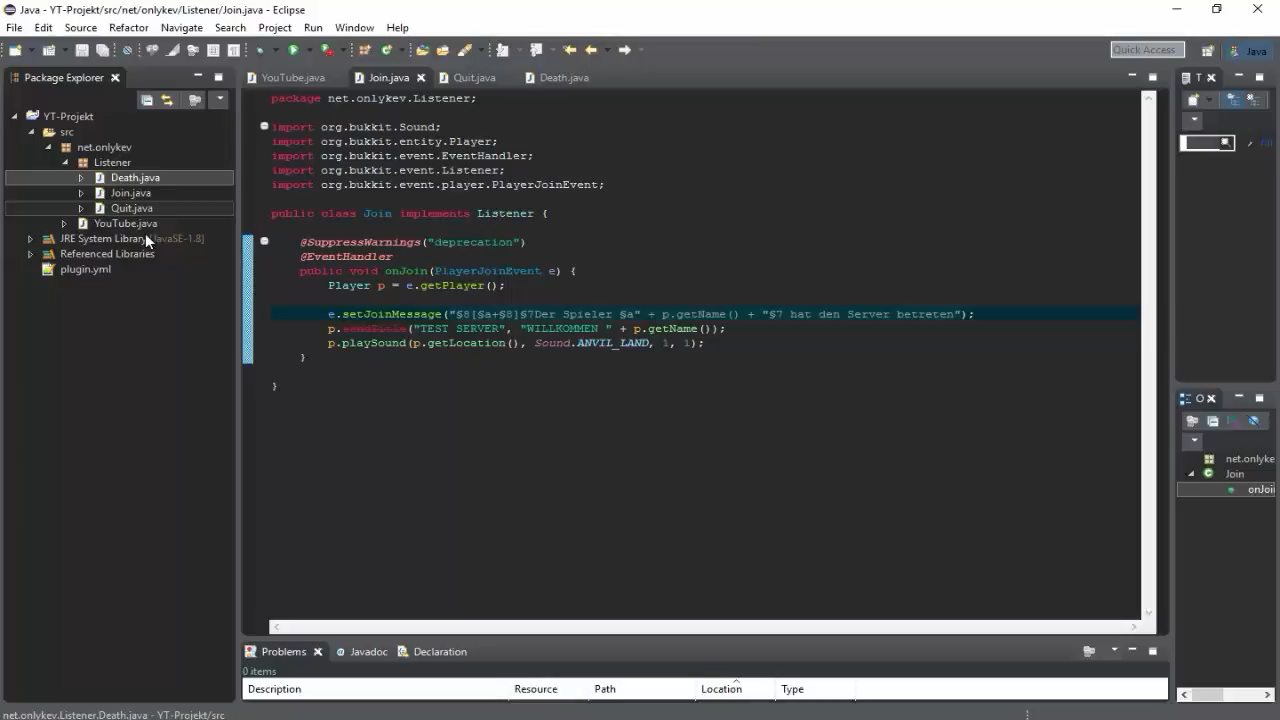 Java - YT-Projekt/src/net/onlykev/Listener/Join.java - Eclipse
File Edit Source Refactor Navigate Search Project Run Window Help
Quick Access
Java
Package Explorer
YouTube.java
Join.java
Quit.java
Death.java
T
YT-Projekt
src
net.onlykev
Listener
Death.java
Join.java
Quit.java
YouTube.java
JRE System Library [JavaSE-1.8]
Referenced Libraries
plugin.yml
package net.onlykev.Listener;
import org.bukkit.Sound;
import org.bukkit.entity.Player;
import org.bukkit.event.EventHandler;
import org.bukkit.event.Listener;
import org.bukkit.event.player.PlayerJoinEvent;
public class Join implements Listener {
@SuppressWarnings("deprecation")
@EventHandler
public void onJoin(PlayerJoinEvent e) {
Player p = e.getPlayer();
e.setJoinMessage("§8[§a+§8]§7Der Spieler §a" + p.getName() + "§7 hat den Server betreten");
p.sendTitle("TEST SERVER", "WILLKOMMEN " + p.getName());
p.playSound(p.getLocation(), Sound.ANVIL_LAND, 1, 1);
}
}
O
net.onlyke
Join
onJoi
Problems
Javadoc
Declaration
0 items
Description Resource Path Location Type
net.onlykev.Listener.Death.java - YT-Projekt/src